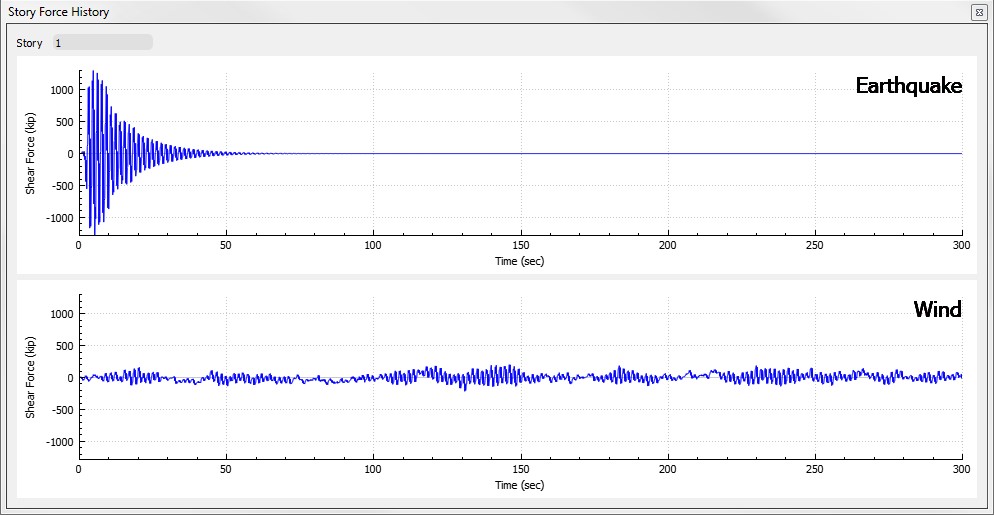 Story Force History
Story 1
Earthquake
1000
500
0
-500
-1000
Shear Force (kip)
0 50 100 150 200 250 300
Time (sec)
Wind
1000
500
0
-500
-1000
Shear Force (kip)
0 50 100 150 200 250 300
Time (sec)